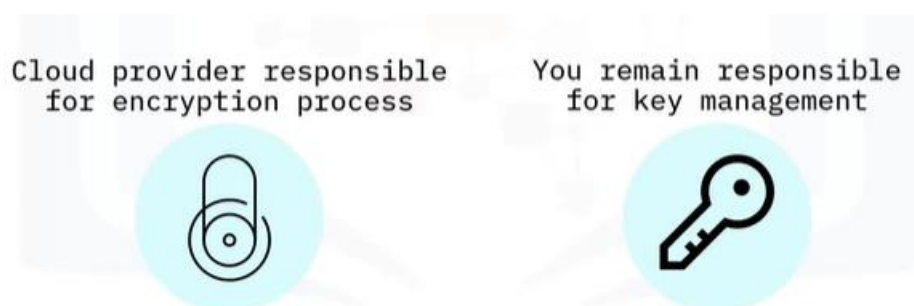 Cloud provider responsible
for encryption process
You remain responsible
for key management